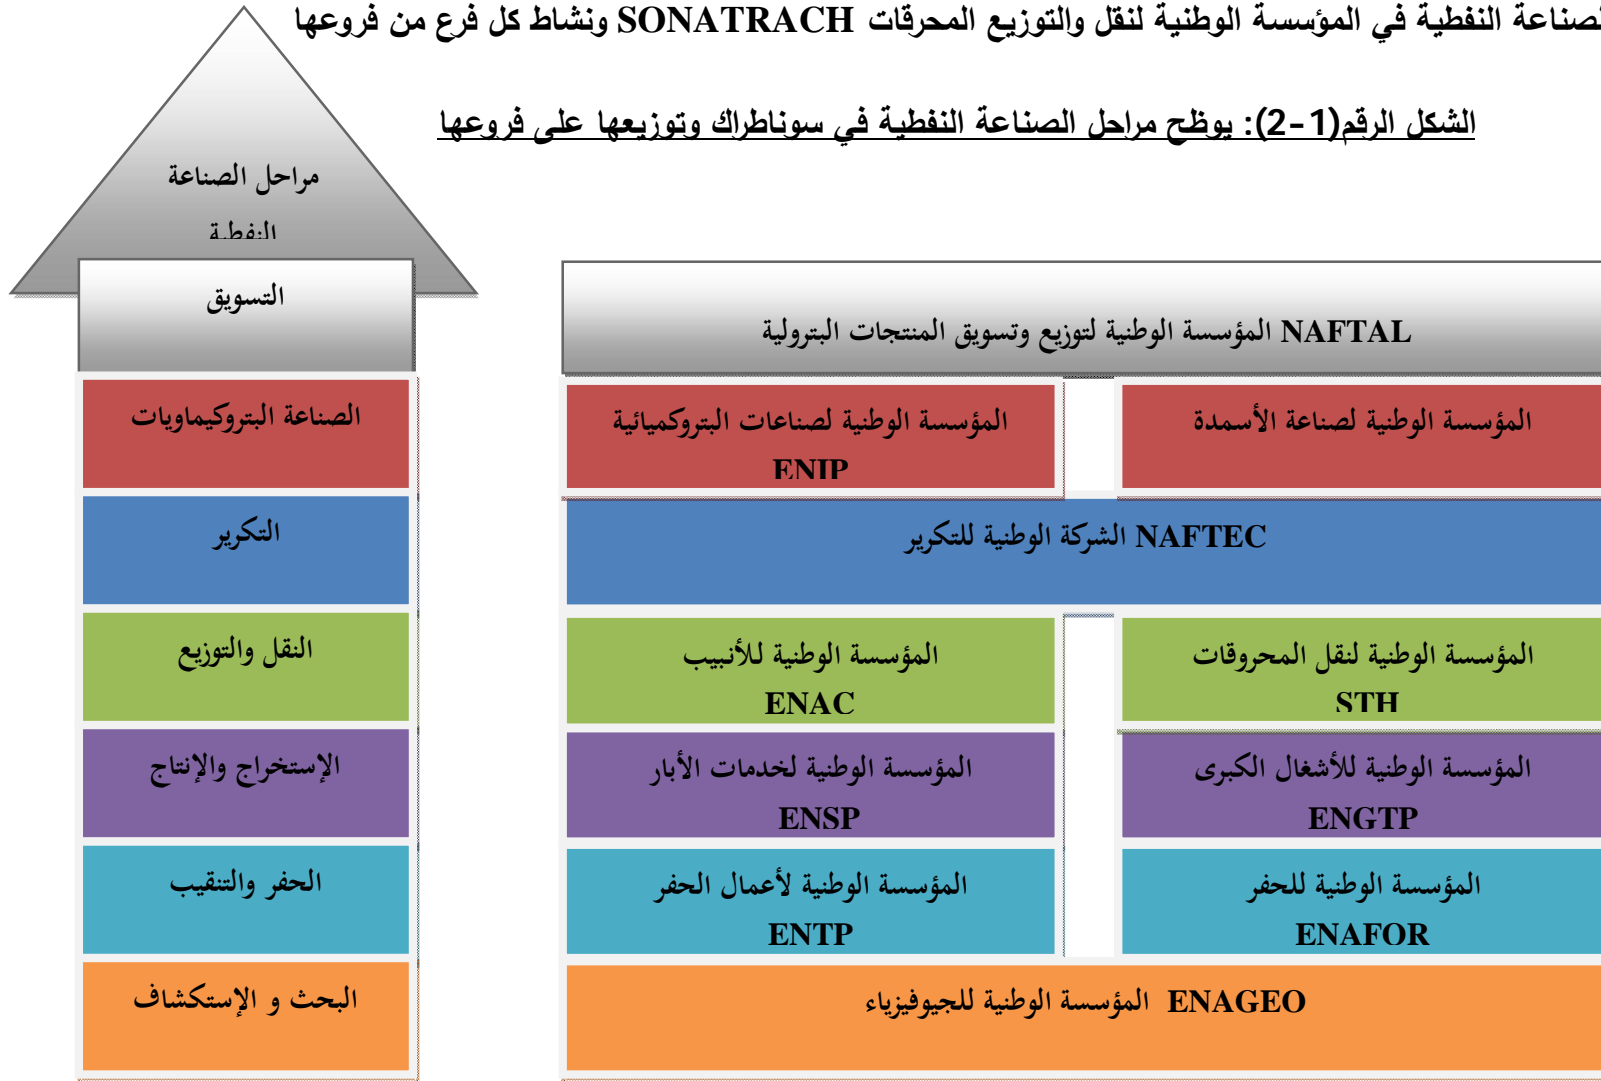 لصناعة النفطية في المؤسسة الوطنية لنقل والتوزيع المحرقات SONATRACH ونشاط كل فرع من فروعها
الشكل الرقم(1-2): يوظح مراحل الصناعة النفطية في سوناطراك وتوزيعها على فروعها
مراحل الصناعة
النفطية
التسويق
NAFTAL المؤسسة الوطنية لتوزيع وتسويق المنتجات البترولية
الصناعة البتروكيماويات
المؤسسة الوطنية لصناعات البتروكميائية
ENIP
المؤسسة الوطنية لصناعة الأسمدة
التكرير
NAFTEC الشركة الوطنية للتكرير
النقل والتوزيع
المؤسسة الوطنية للأنبيب
ENAC
المؤسسة الوطنية لنقل المحروقات
STH
الإستخراج والإنتاج
المؤسسة الوطنية لخدمات الأبار
ENSP
المؤسسة الوطنية للأشغال الكبرى
ENGTP
الحفر والتنقيب
المؤسسة الوطنية لأعمال الحفر
ENTP
المؤسسة الوطنية للحفر
ENAFOR
البحث و الإستكشاف
ENAGEO المؤسسة الوطنية للجيوفيزياء